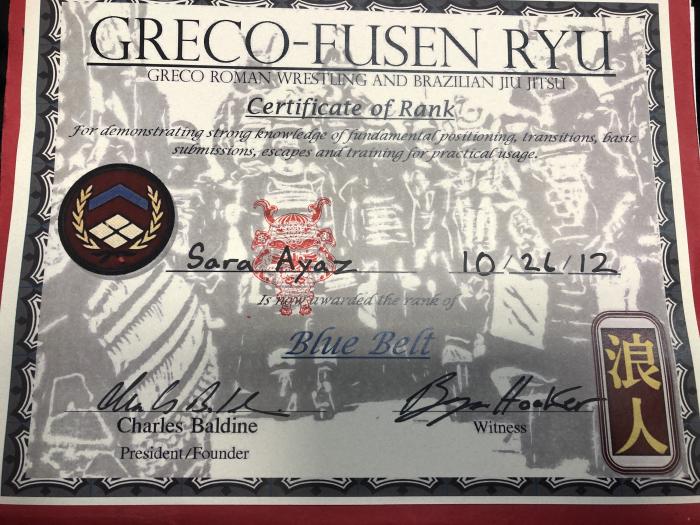 GRECO-FUSEN RYU
GRECO ROMAN WRESTLING AND BRAZILIAN JIU JITSU
Certificate of Rank
For demonstrating strong knowledge of fundamental positioning, transitions, basic
submissions, escapes and training for practical usage.
Sara Ayaz 10/26/12
Is now awarded the rank of
Blue Belt
Charles Baldine
President/Founder
Hooker
Witness
浪人